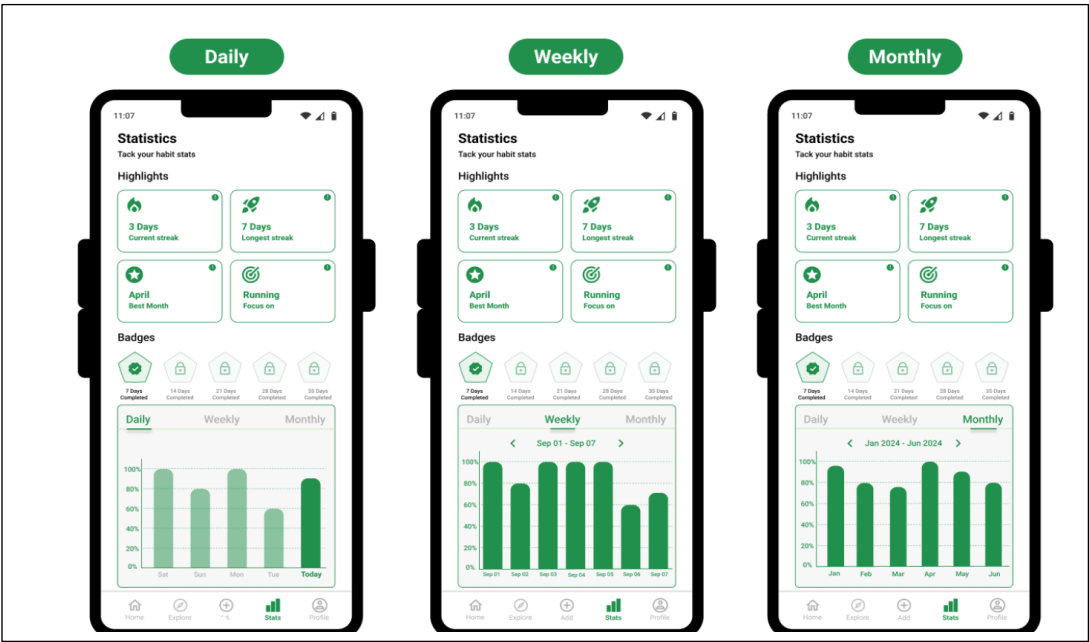 Daily
11:07
Statistics
Tack your habit stats
Highlights
3 Days
Current streak
7 Days
Longest streak
April
Best Month
Running
Focus on
Badges
7 Days
Completed
14 Days
Completed
21 Days
Completed
28 Days
Completed
35 Days
Completed
Daily Weekly Monthly
100%
80%
60%
40%
20%
0%
Sat Sun Mon Tue Today
Home Explore Stats Profile
Weekly
11:07
Statistics
Tack your habit stats
Highlights
3 Days
Current streak
7 Days
Longest streak
April
Best Month
Running
Focus on
Badges
7 Days
Completed
14 Days
Completed
21 Days
Completed
28 Days
Completed
35 Days
Completed
Daily Weekly Monthly
< Sep 01 - Sep 07 >
100%
80%
60%
40%
20%
0%
Sep 01 Sep 02 Sep 03 Sep 04 Sep 05 Sep 06 Sep 07
Home Explore Add Stats Profile
Monthly
11:07
Statistics
Tack your habit stats
Highlights
3 Days
Current streak
7 Days
Longest streak
April
Best Month
Running
Focus on
Badges
7 Days
Completed
14 Days
Completed
21 Days
Completed
28 Days
Completed
35 Days
Completed
Daily Weekly Monthly
< Jan 2024 - Jun 2024 >
100%
80%
60%
40%
20%
0%
Jan Feb Mar Apr May Jun
Home Explore Add Stats Profile